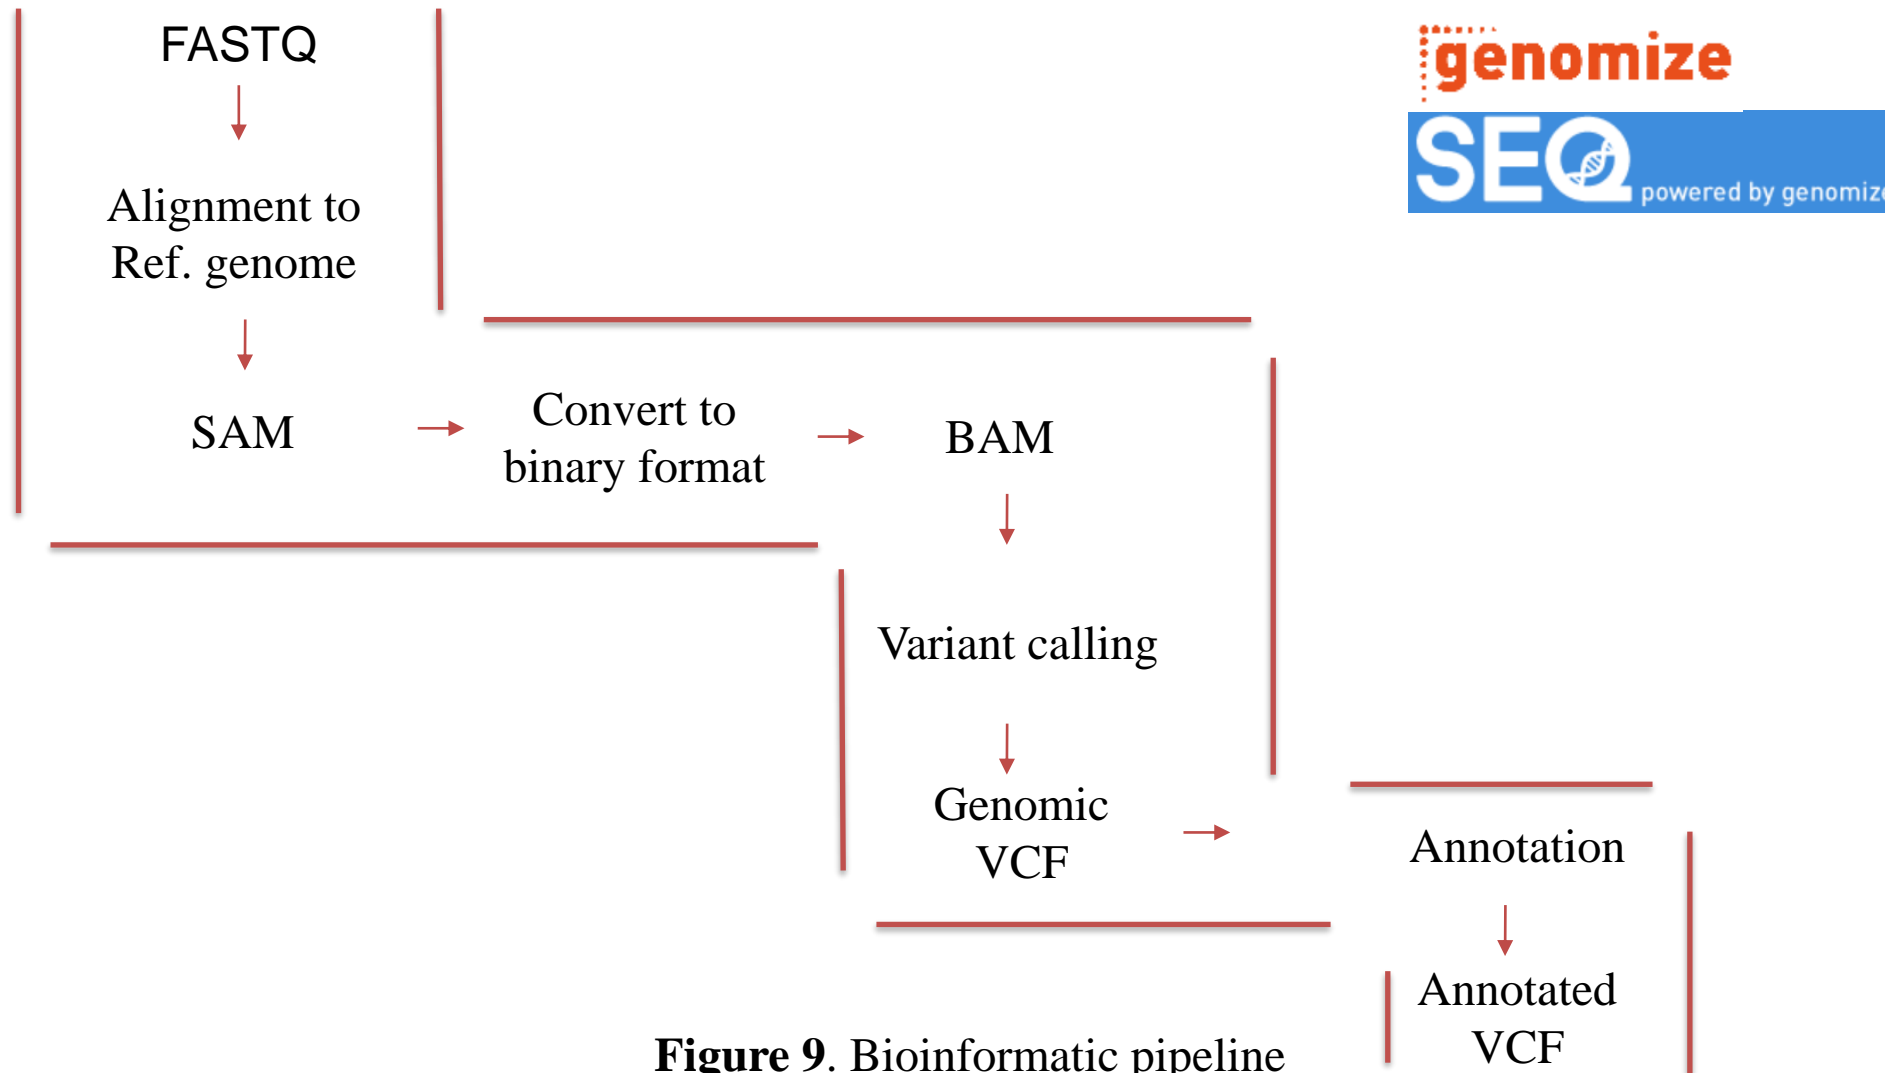 FASTQ
Alignment to
Ref. genome
SAM
Convert to
binary format
BAM
Variant calling
Genomic
VCF
Annotation
Annotated
VCF
genomize
SEQ powered by genomize
Figure 9. Bioinformatic pipeline